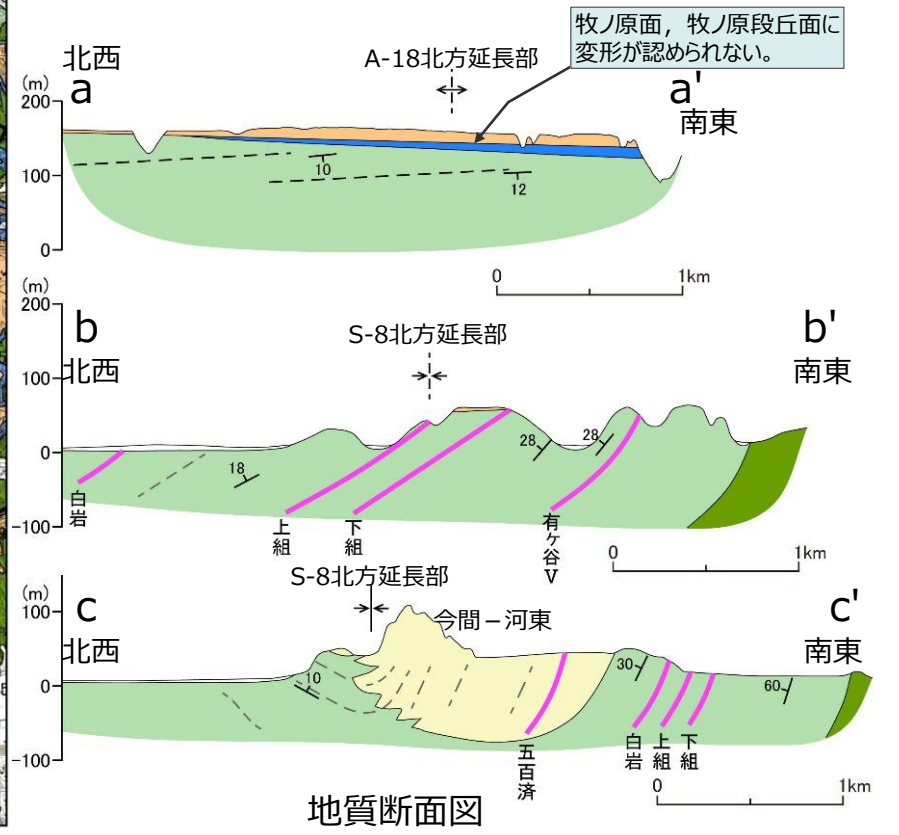 牧ノ原面，牧ノ原段丘面に
変形が認められない。
北西
A-18北方延長部
(m)
a
a'
200
南東
100
10
12
0
0
1km
(m)
200
b
S-8北方延長部
b'
北西
南東
100
28
28
0
18
白岩
上組
下組
有ヶ谷Ⅴ
-100
0
1km
S-8北方延長部
(m)
c
今間－河東
c'
100
北西
南東
30
10
60
0
五百済
白岩
上組
下組
-100
0
1km
地質断面図